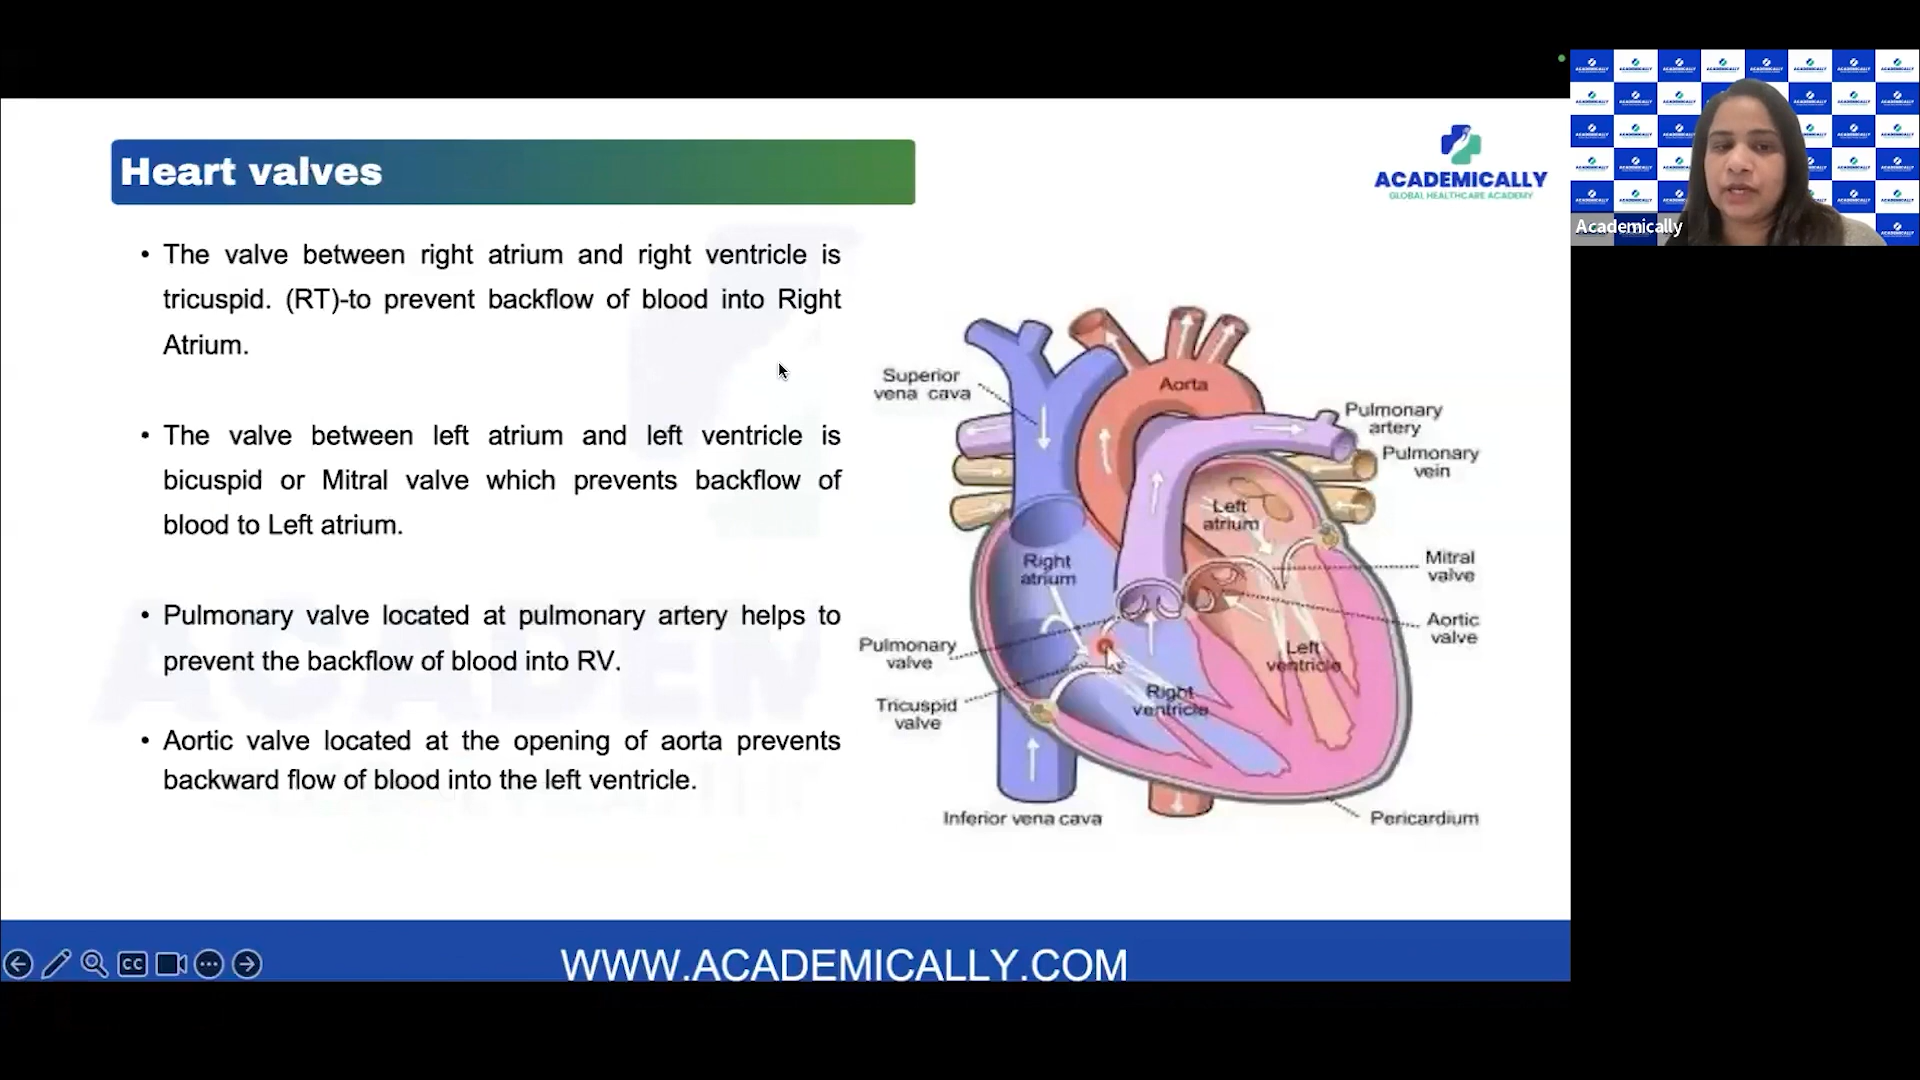 Heart valves
ACADEMICALLY
GLOBAL HEALTHCARE ACADEMY
• The valve between right atrium and right ventricle is
tricuspid. (RT)-to prevent backflow of blood into Right
Atrium.
• The valve between left atrium and left ventricle is
bicuspid or Mitral valve which prevents backflow of
blood to Left atrium.
• Pulmonary valve located at pulmonary artery helps to
prevent the backflow of blood into RV.
• Aortic valve located at the opening of aorta prevents
backward flow of blood into the left ventricle.
Superior
vena cava
Aorta
Pulmonary
artery
Pulmonary
vein
Left
atrium
Right
atrium
Mitral
valve
Aortic
valve
Pulmonary
valve
Left
ventricle
Tricuspid
valve
Right
ventricle
Inferior vena cava
Pericardium
CC
WWW.ACADEMICALLY.COM
Academically